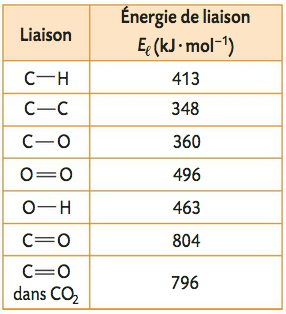 Liaison
Énergie de liaison
Eℓ (kJ·mol⁻¹)
C—H 413
C—C 348
C—O 360
O=O 496
O—H 463
C=O 804
C=O
dans CO₂ 796